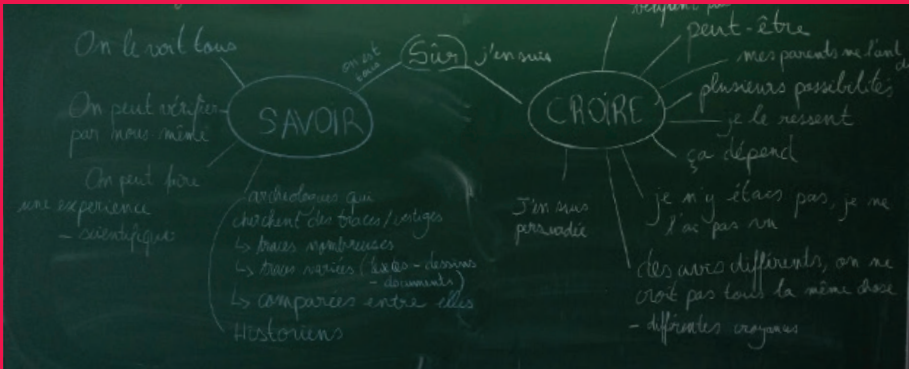 On le voit tous
on est
tous
Sûr
j'en suis
peut-être
mes parents me l'ont
plusieurs possibilités
je le ressent
ça dépend
SAVOIR
CROIRE
On peut vérifier
par nous même
On peut faire
une expérience
- scientifique
archéologues qui
cherchent des traces/vestiges
↳ traces nombreuses
↳ traces variées (textes - dessins
- documents)
↳ comparées entre elles
Historiens
J'en suis
persuadée
je n'y étais pas, je ne
l'ai pas vu
des avis différents, on ne
croit pas tous la même chose
- différentes croyances